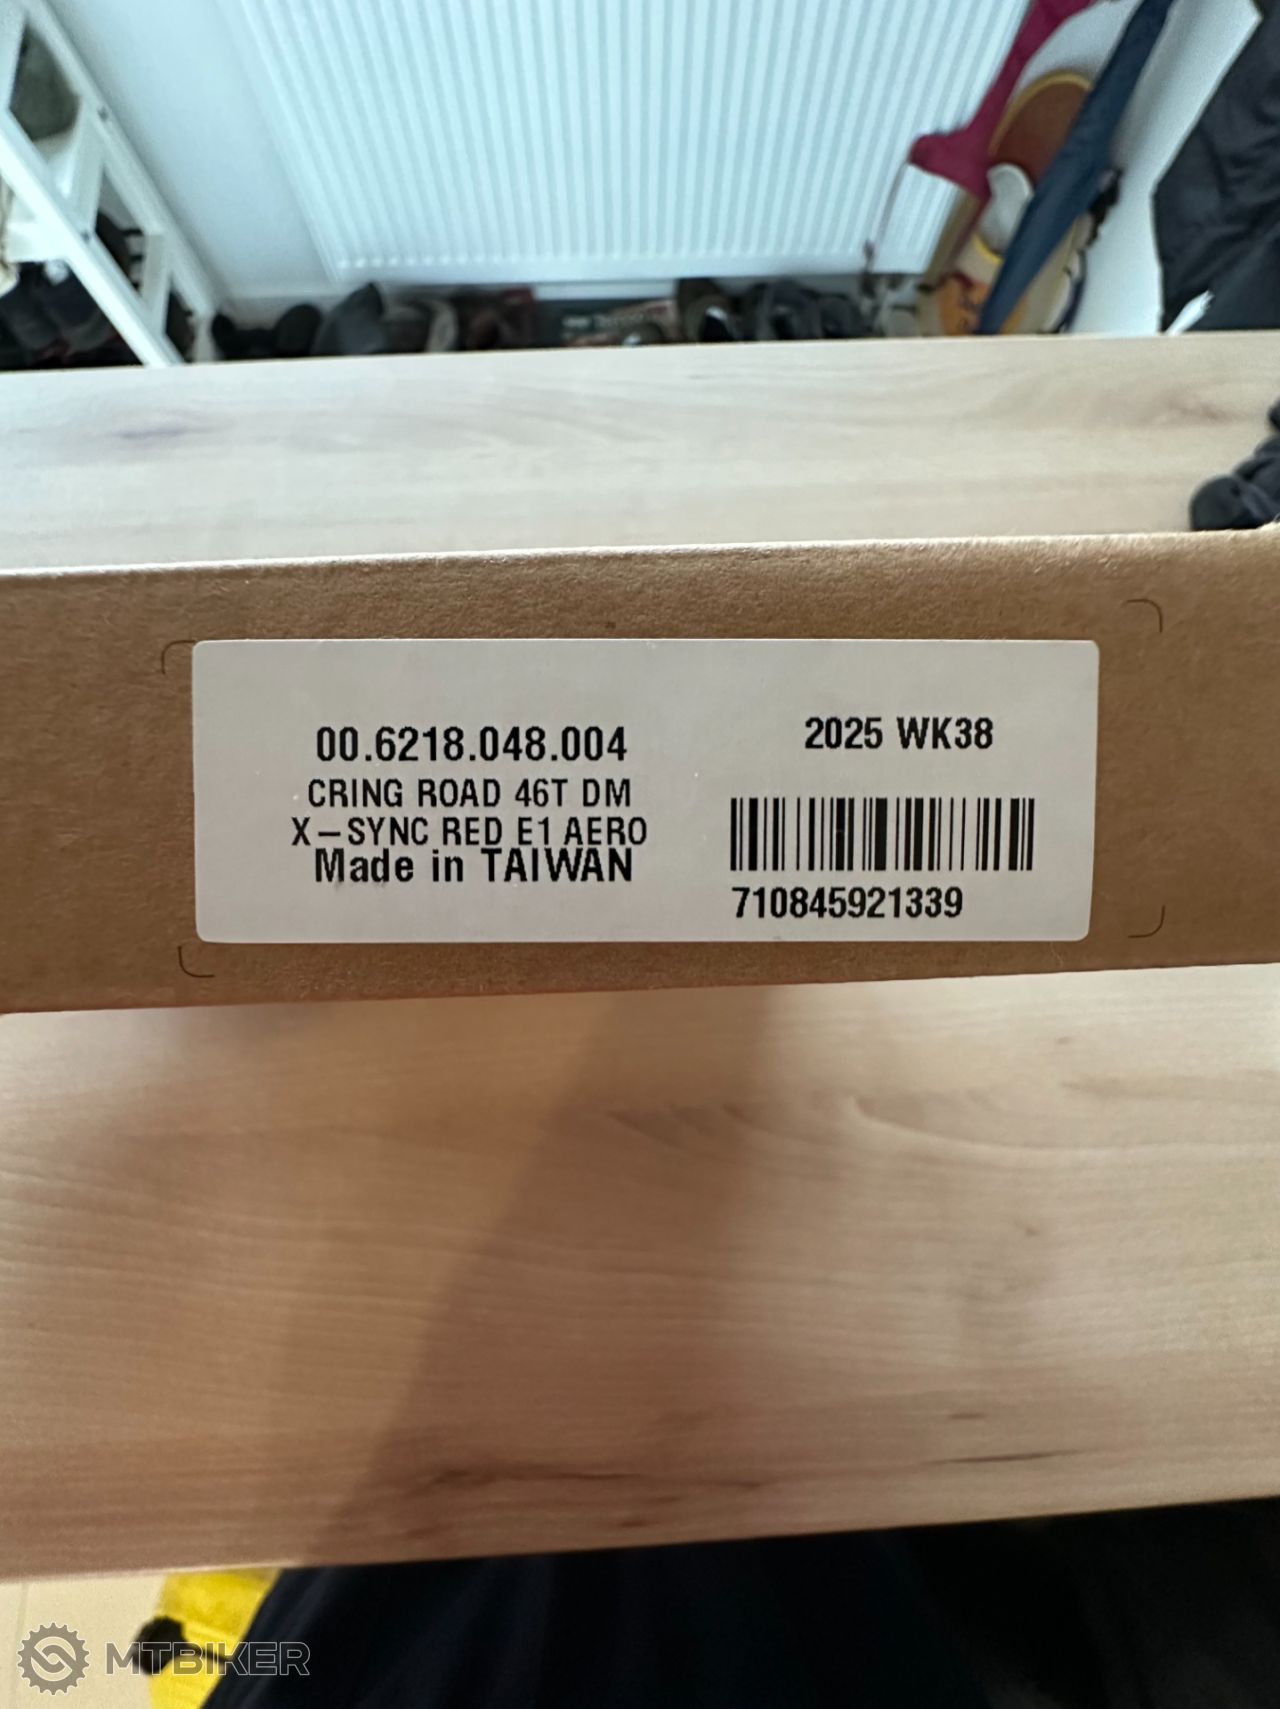 00.6218.048.004
CRING ROAD 46T DM
X-SYNC RED E1 AERO
Made in TAIWAN
2025 WK38
710845921339
MTBIKER